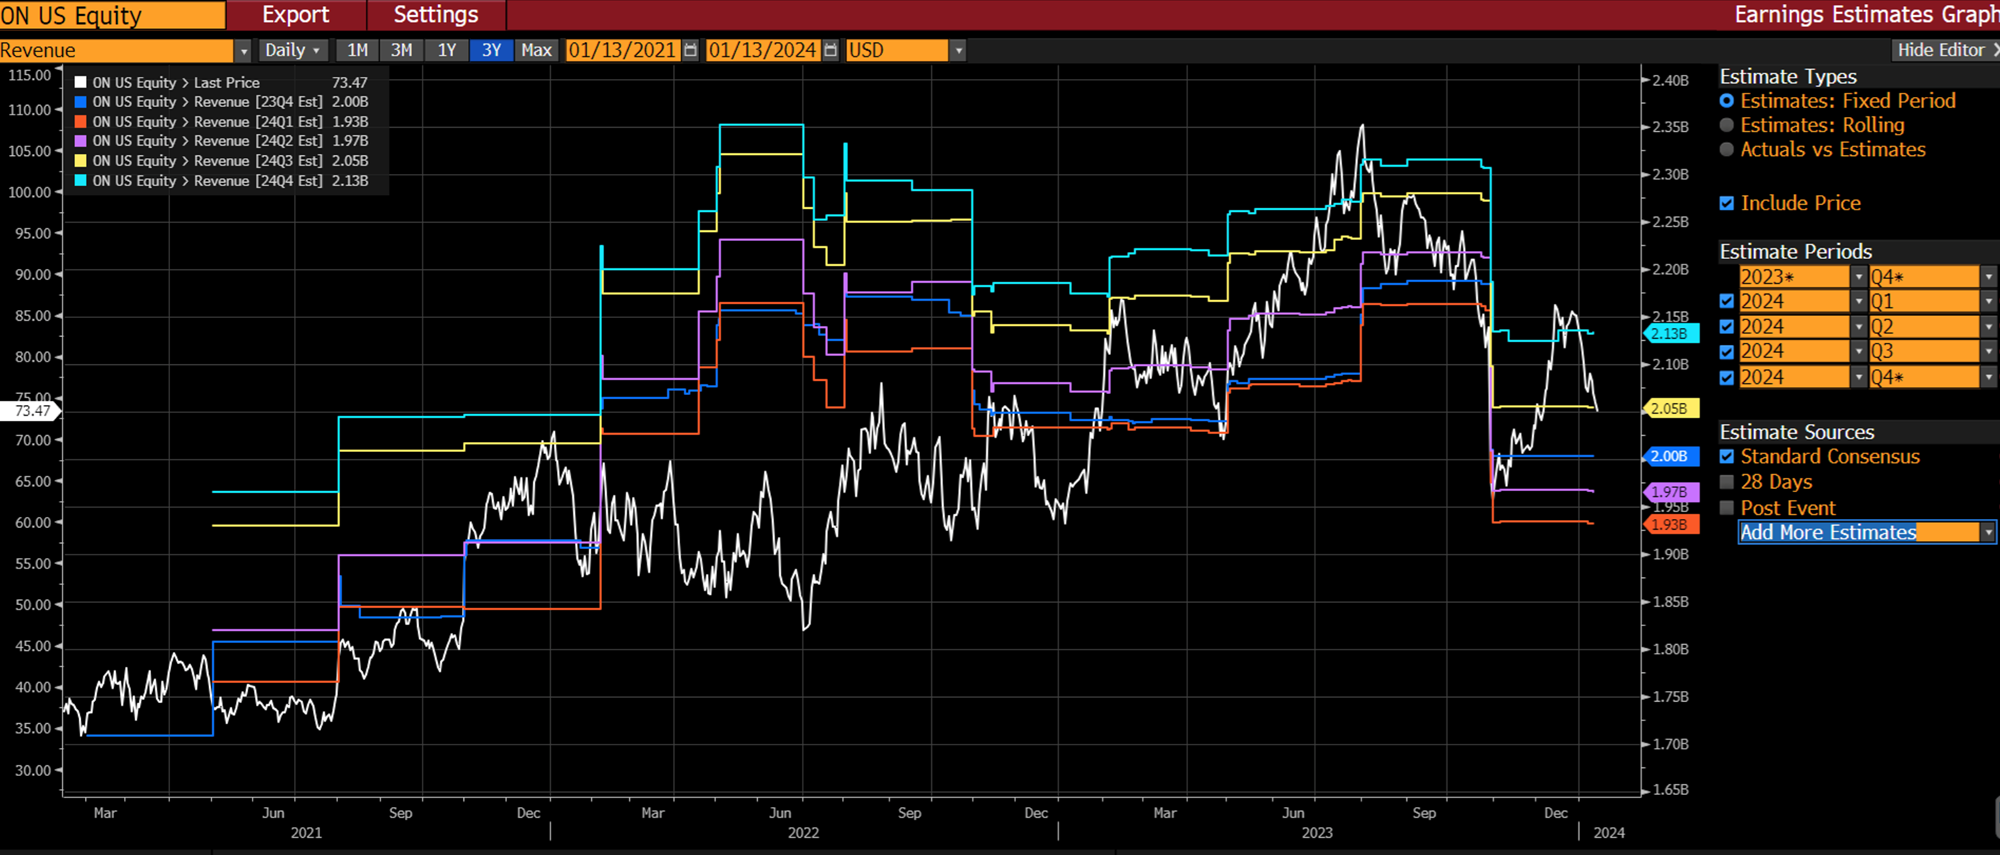 ON US Equity Export Settings Earnings Estimates Graph
Revenue Daily 1M 3M 1Y 3Y Max 01/13/2021 01/13/2024 USD Hide Editor
ON US Equity > Last Price 73.47
ON US Equity > Revenue [23Q4 Est] 2.00B
ON US Equity > Revenue [24Q1 Est] 1.93B
ON US Equity > Revenue [24Q2 Est] 1.97B
ON US Equity > Revenue [24Q3 Est] 2.05B
ON US Equity > Revenue [24Q4 Est] 2.13B
115.00
110.00
105.00
100.00
95.00
90.00
85.00
80.00
75.00
73.47
70.00
65.00
60.00
55.00
50.00
45.00
40.00
35.00
30.00
2.40B
2.35B
2.30B
2.25B
2.20B
2.15B
2.13B
2.10B
2.05B
2.00B
1.97B
1.95B
1.93B
1.90B
1.85B
1.80B
1.75B
1.70B
1.65B
Mar Jun Sep Dec Mar Jun Sep Dec Mar Jun Sep Dec
2021 2022 2023 2024
Estimate Types
Estimates: Fixed Period
Estimates: Rolling
Actuals vs Estimates
Include Price
Estimate Periods
2023* Q4*
2024 Q1
2024 Q2
2024 Q3
2024 Q4*
Estimate Sources
Standard Consensus
28 Days
Post Event
Add More Estimates